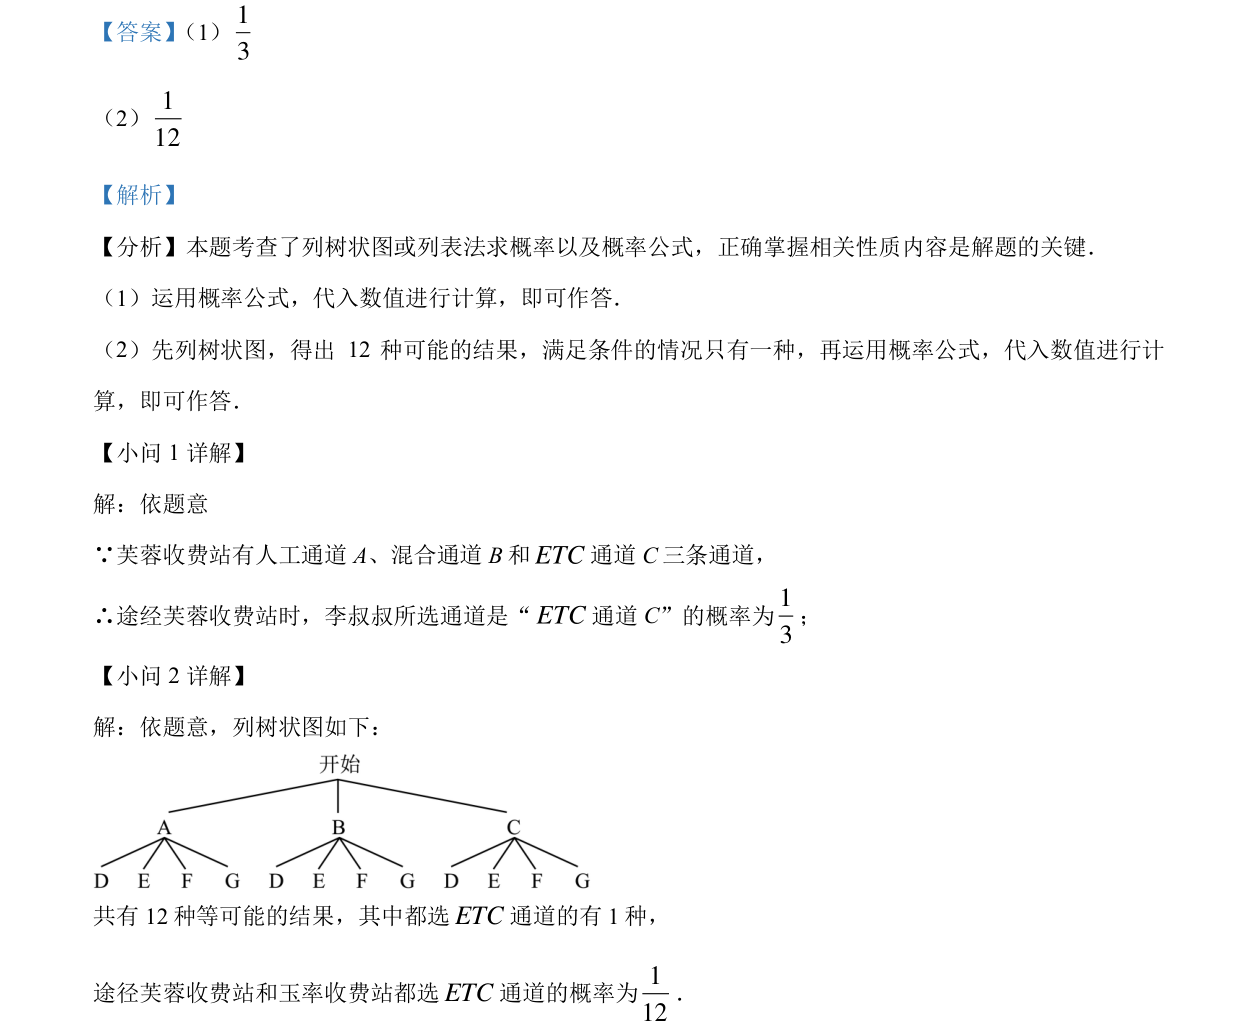 【答案】（1）1/3
（2）1/12
【解析】
【分析】本题考查了列树状图或列表法求概率以及概率公式，正确掌握相关性质内容是解题的关键．
（1）运用概率公式，代入数值进行计算，即可作答．
（2）先列树状图，得出 12 种可能的结果，满足条件的情况只有一种，再运用概率公式，代入数值进行计
算，即可作答．
【小问 1 详解】
解：依题意
∵芙蓉收费站有人工通道 A、混合通道 B 和 ETC 通道 C 三条通道，
∴途经芙蓉收费站时，李叔叔所选通道是“ ETC 通道 C”的概率为 1/3；
【小问 2 详解】
解：依题意，列树状图如下：
开始
A B C
D E F G D E F G D E F G
共有 12 种等可能的结果，其中都选 ETC 通道的有 1 种，
途径芙蓉收费站和玉率收费站都选 ETC 通道的概率为 1/12．